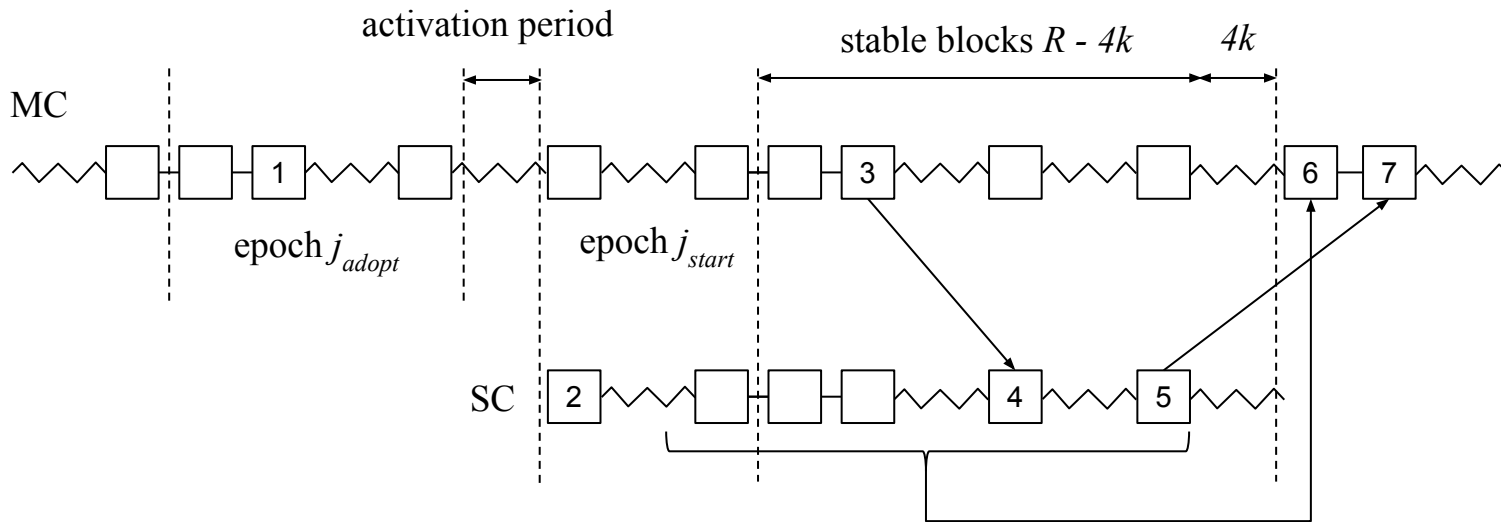 activation period
stable blocks R - 4k
4k
MC
1
3
6
7
epoch j_adopt
epoch j_start
SC
2
4
5